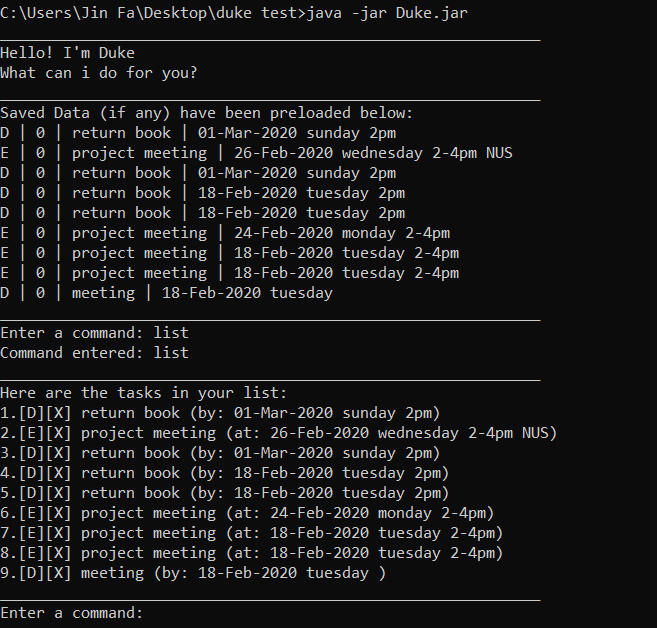 C:\Users\Jin Fa\Desktop\duke test>java -jar Duke.jar
____________________________________________________________
Hello! I'm Duke
What can i do for you?
____________________________________________________________
Saved Data (if any) have been preloaded below:
D | 0 | return book | 01-Mar-2020 sunday 2pm
E | 0 | project meeting | 26-Feb-2020 wednesday 2-4pm NUS
D | 0 | return book | 01-Mar-2020 sunday 2pm
D | 0 | return book | 18-Feb-2020 tuesday 2pm
D | 0 | return book | 18-Feb-2020 tuesday 2pm
E | 0 | project meeting | 24-Feb-2020 monday 2-4pm
E | 0 | project meeting | 18-Feb-2020 tuesday 2-4pm
E | 0 | project meeting | 18-Feb-2020 tuesday 2-4pm
D | 0 | meeting | 18-Feb-2020 tuesday
____________________________________________________________
Enter a command: list
Command entered: list
____________________________________________________________
Here are the tasks in your list:
1.[D][X] return book (by: 01-Mar-2020 sunday 2pm)
2.[E][X] project meeting (at: 26-Feb-2020 wednesday 2-4pm NUS)
3.[D][X] return book (by: 01-Mar-2020 sunday 2pm)
4.[D][X] return book (by: 18-Feb-2020 tuesday 2pm)
5.[D][X] return book (by: 18-Feb-2020 tuesday 2pm)
6.[E][X] project meeting (at: 24-Feb-2020 monday 2-4pm)
7.[E][X] project meeting (at: 18-Feb-2020 tuesday 2-4pm)
8.[E][X] project meeting (at: 18-Feb-2020 tuesday 2-4pm)
9.[D][X] meeting (by: 18-Feb-2020 tuesday )
____________________________________________________________
Enter a command: